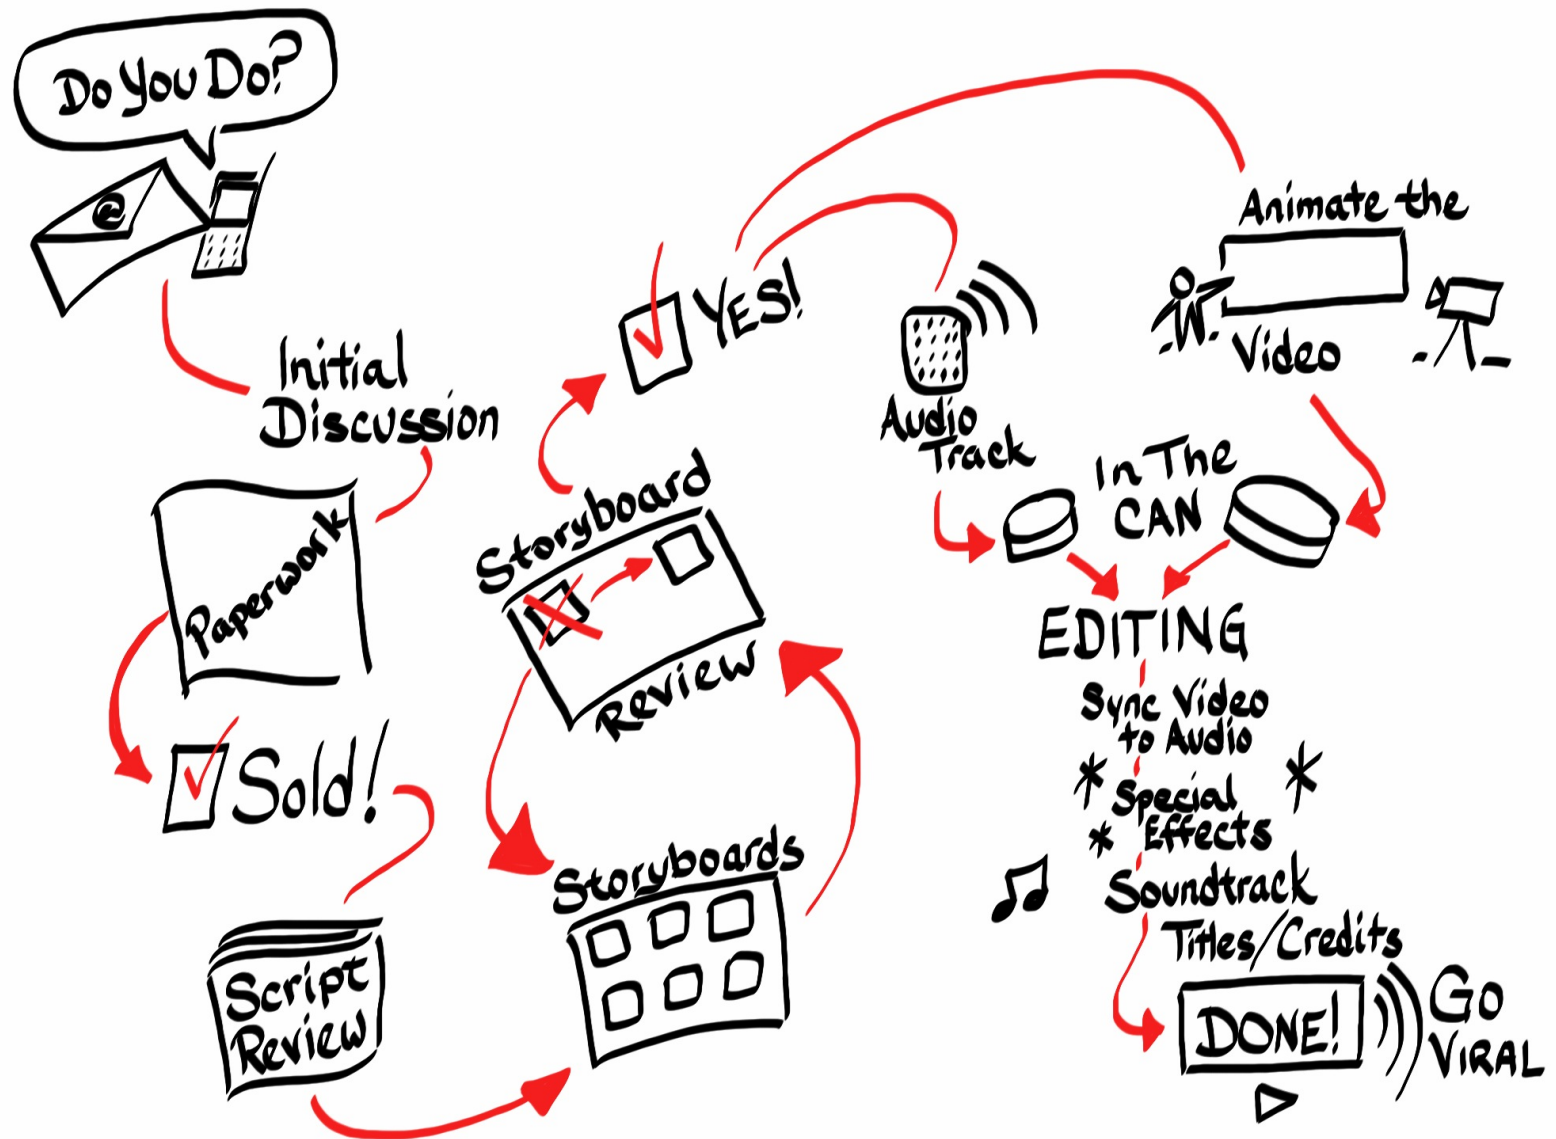 Do You Do?
@
Initial
Discussion
Paperwork
Sold!
Script
Review
Storyboards
Storyboard
Review
YES!
Audio
Track
Animate the
Video
In The
CAN
EDITING
Sync Video
to Audio
* Special *
* Effects
Soundtrack
Titles/Credits
DONE!
GO
VIRAL